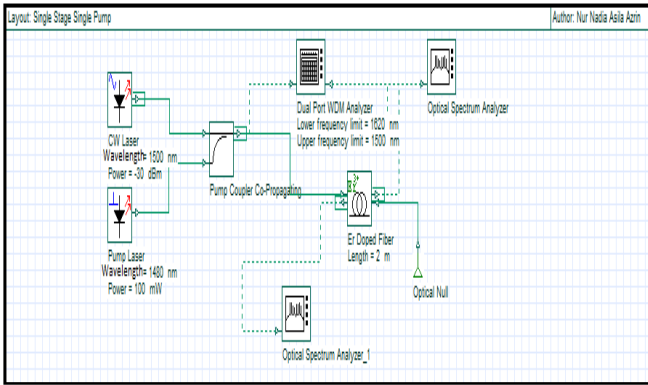 Layout: Single Stage Single Pump
Author: Nur Nadia Asila Azrin
Dual Port WDM Analyzer
Lower frequency limit = 1620 nm
Upper frequency limit = 1500 nm
Optical Spectrum Analyzer
CW Laser
Wavelength= 1500 nm
Power = -30 dBm
Pump Coupler Co-Propagating
Er Doped Fiber
Length = 2 m
Pump Laser
Wavelength= 1480 nm
Power = 100 mW
Optical Null
Optical Spectrum Analyzer_1